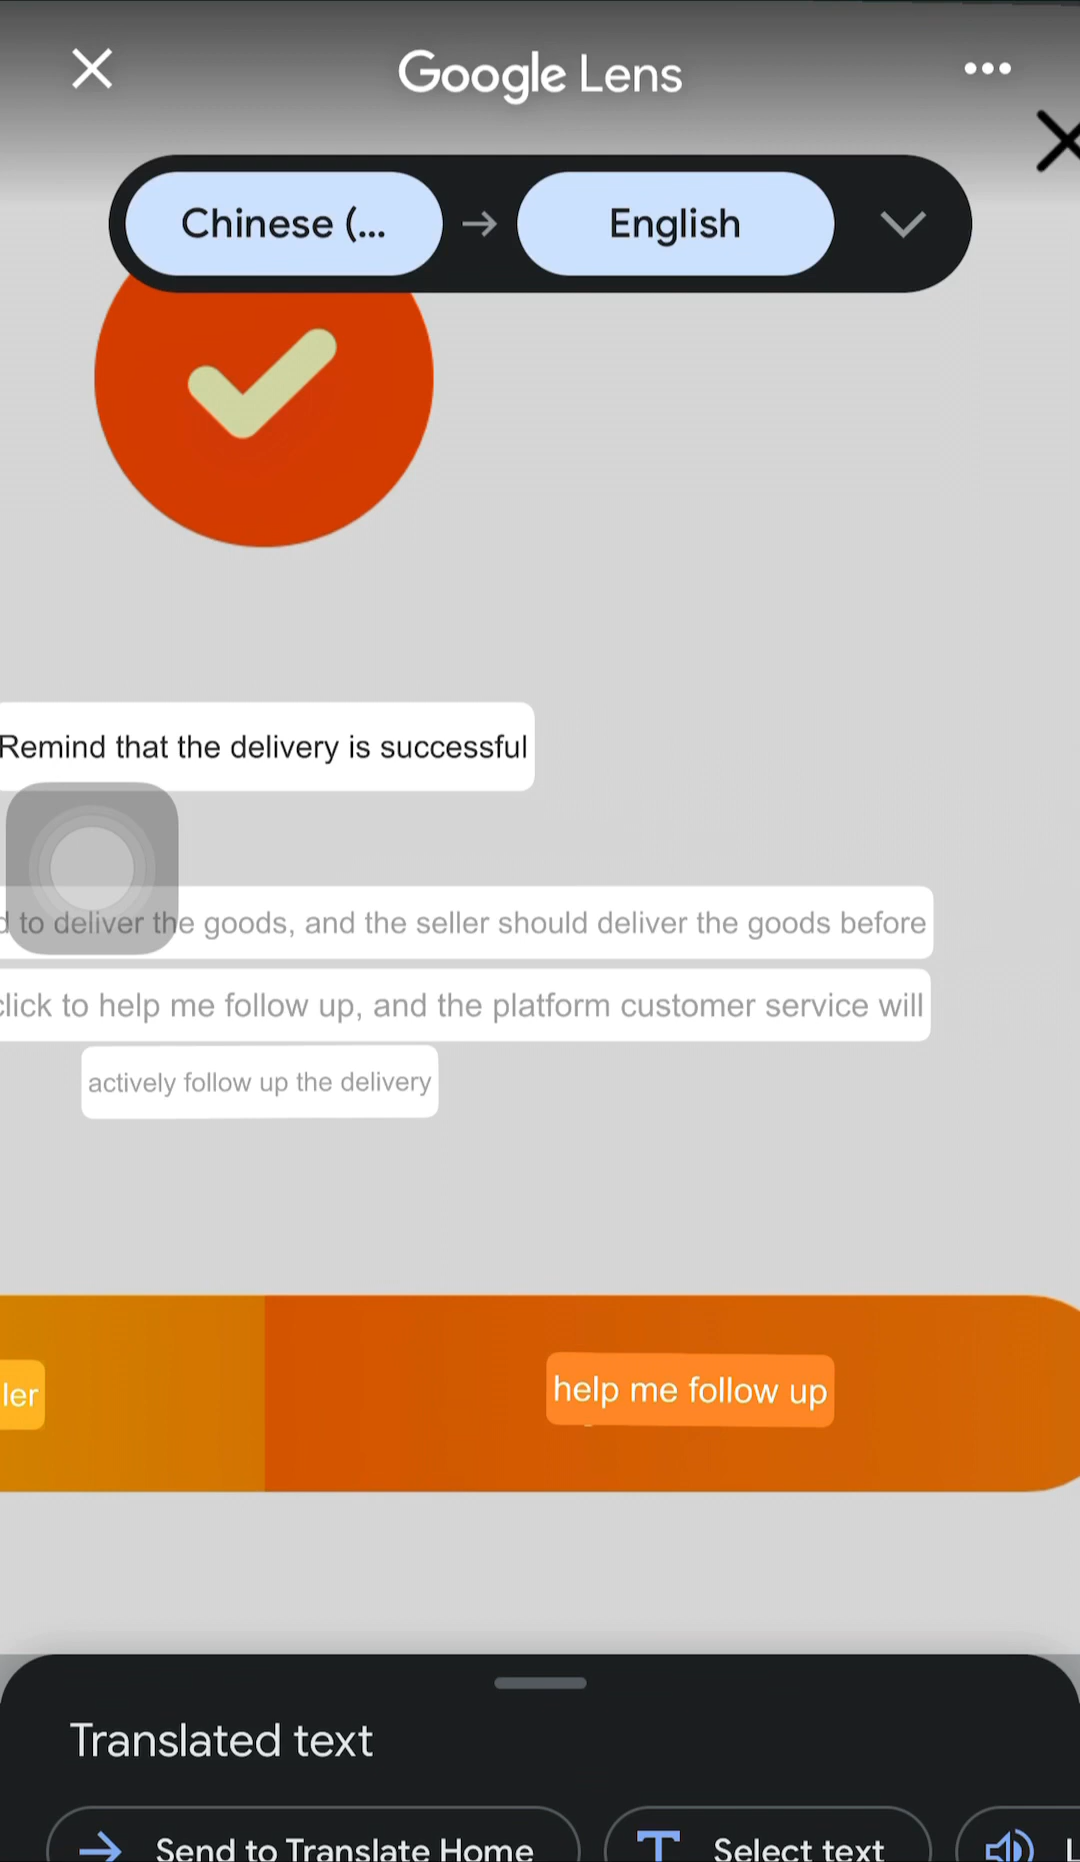 Google Lens
Chinese (...
English
Remind that the delivery is successful
to deliver the goods, and the seller should deliver the goods before
click to help me follow up, and the platform customer service will
actively follow up the delivery
ler
help me follow up
Translated text
Send to Translate Home
Select text
L